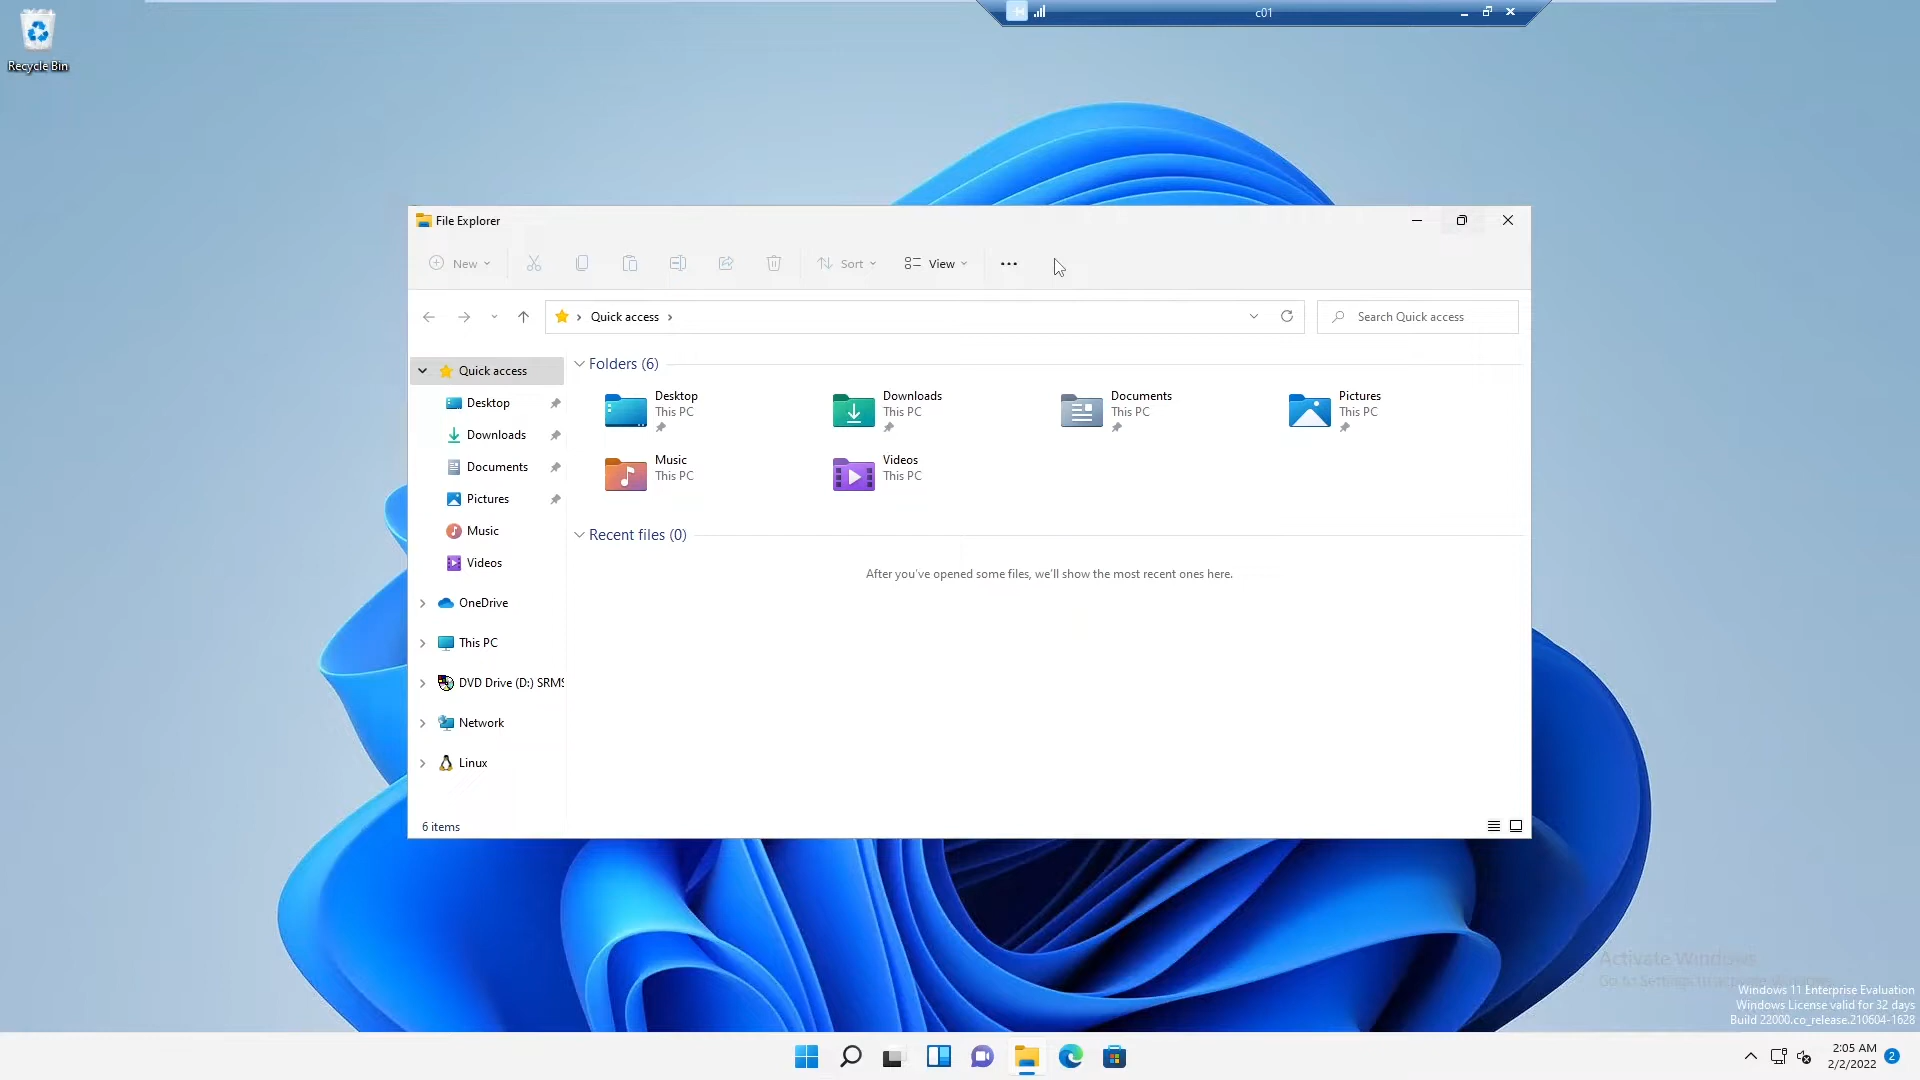 c01
Recycle Bin
File Explorer
New
Sort
View
Quick access
Search Quick access
Quick access
Desktop
Downloads
Documents
Pictures
Music
Videos
OneDrive
This PC
DVD Drive (D:) SRMS
Network
Linux
Folders (6)
Desktop
This PC
Downloads
This PC
Documents
This PC
Pictures
This PC
Music
This PC
Videos
This PC
Recent files (0)
After you've opened some files, we'll show the most recent ones here.
6 items
Activate Windows
Windows 11 Enterprise Evaluation
Windows License valid for 32 days
Build 22000.co_release.210604-1628
2:05 AM
2/2/2022
2